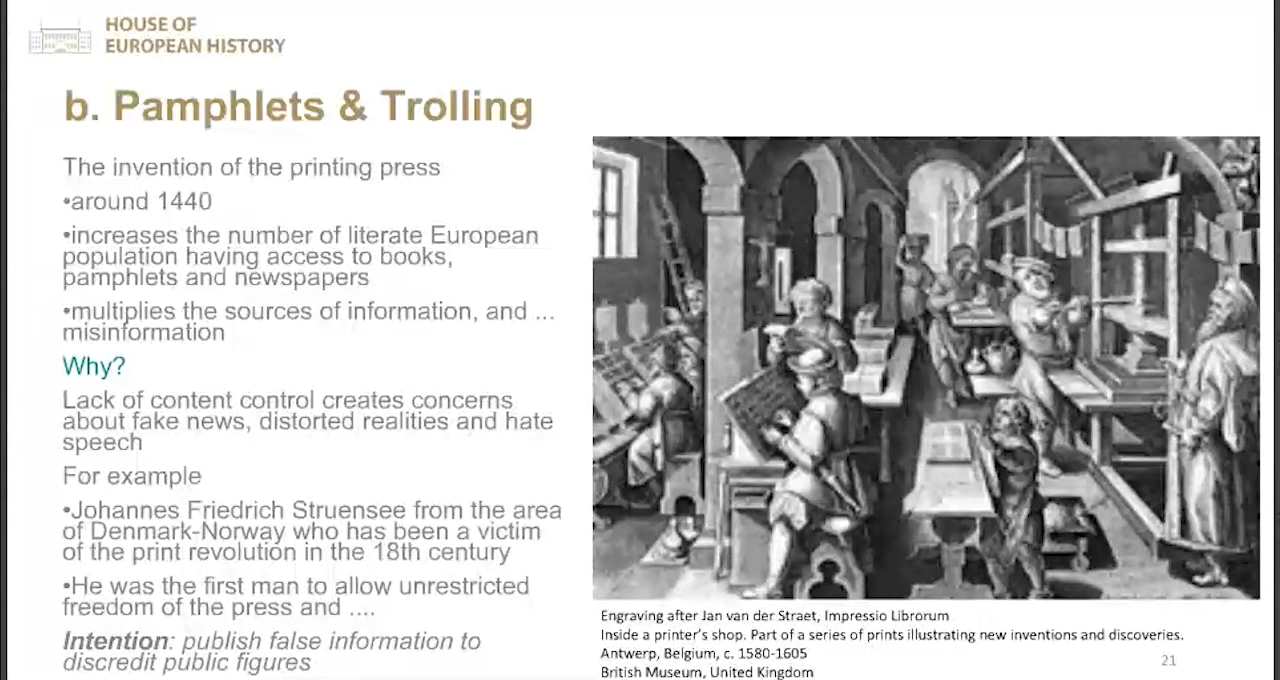 HOUSE OF
EUROPEAN HISTORY
b. Pamphlets & Trolling
The invention of the printing press
•around 1440
•increases the number of literate European
population having access to books,
pamphlets and newspapers
•multiplies the sources of information, and ...
misinformation
Why?
Lack of content control creates concerns
about fake news, distorted realities and hate
speech
For example
•Johannes Friedrich Struensee from the area
of Denmark-Norway who has been a victim
of the print revolution in the 18th century
•He was the first man to allow unrestricted
freedom of the press and ....
Intention: publish false information to
discredit public figures
Engraving after Jan van der Straet, Impressio Librorum
Inside a printer's shop. Part of a series of prints illustrating new inventions and discoveries.
Antwerp, Belgium, c. 1580-1605
British Museum, United Kingdom
21